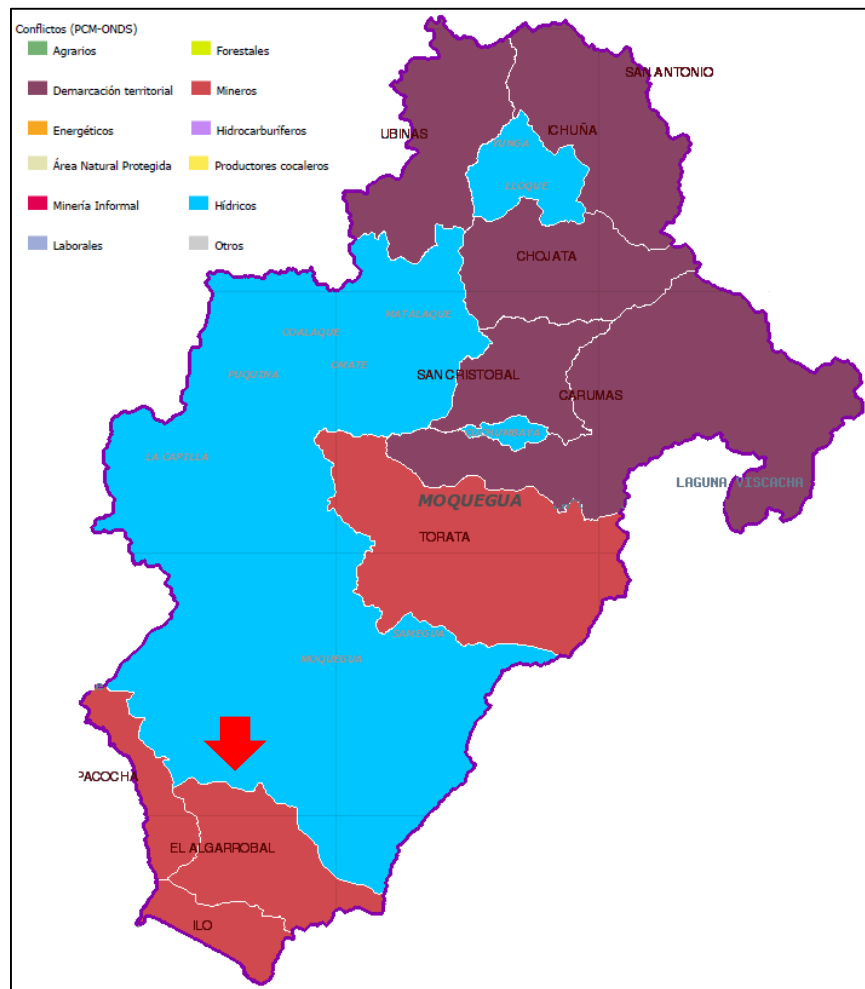 Conflictos (PCM-ONDS)
Agrarios
Forestales
Demarcación territorial
Mineros
Energéticos
Hidrocarburíferos
Área Natural Protegida
Productores cocaleros
Minería Informal
Hídricos
Laborales
Otros
SAN ANTONIO
UBINAS
ICHUÑA
YUNGA
LLOQUE
CHOJATA
MATALAQUE
COALAQUE
OMATE
PUQUINA
SAN CRISTOBAL
CARUMAS
LA CAPILLA
LAGUNA VISCACHA
MOQUEGUA
TORATA
SAMEGUA
MOQUEGUA
PACOCHA
EL ALGARROBAL
ILO